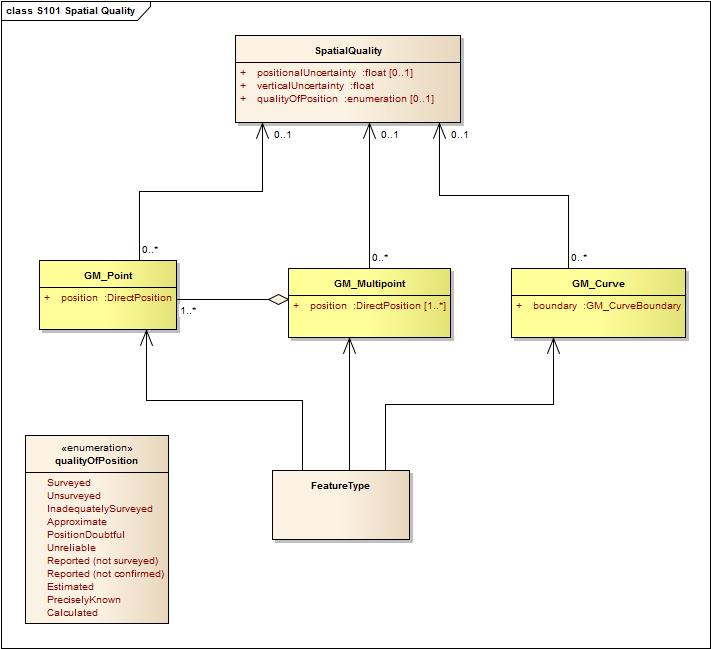 class S101 Spatial Quality
SpatialQuality
+ positionalUncertainty :float [0..1]
+ verticalUncertainty :float
+ qualityOfPosition :enumeration [0..1]
0..1
0..1
0..1
0..*
0..*
0..*
GM_Point
+ position :DirectPosition
1..*
GM_Multipoint
+ position :DirectPosition [1..*]
GM_Curve
+ boundary :GM_CurveBoundary
«enumeration»
qualityOfPosition
Surveyed
Unsurveyed
InadequatelySurveyed
Approximate
PositionDoubtful
Unreliable
Reported (not surveyed)
Reported (not confirmed)
Estimated
PreciselyKnown
Calculated
FeatureType